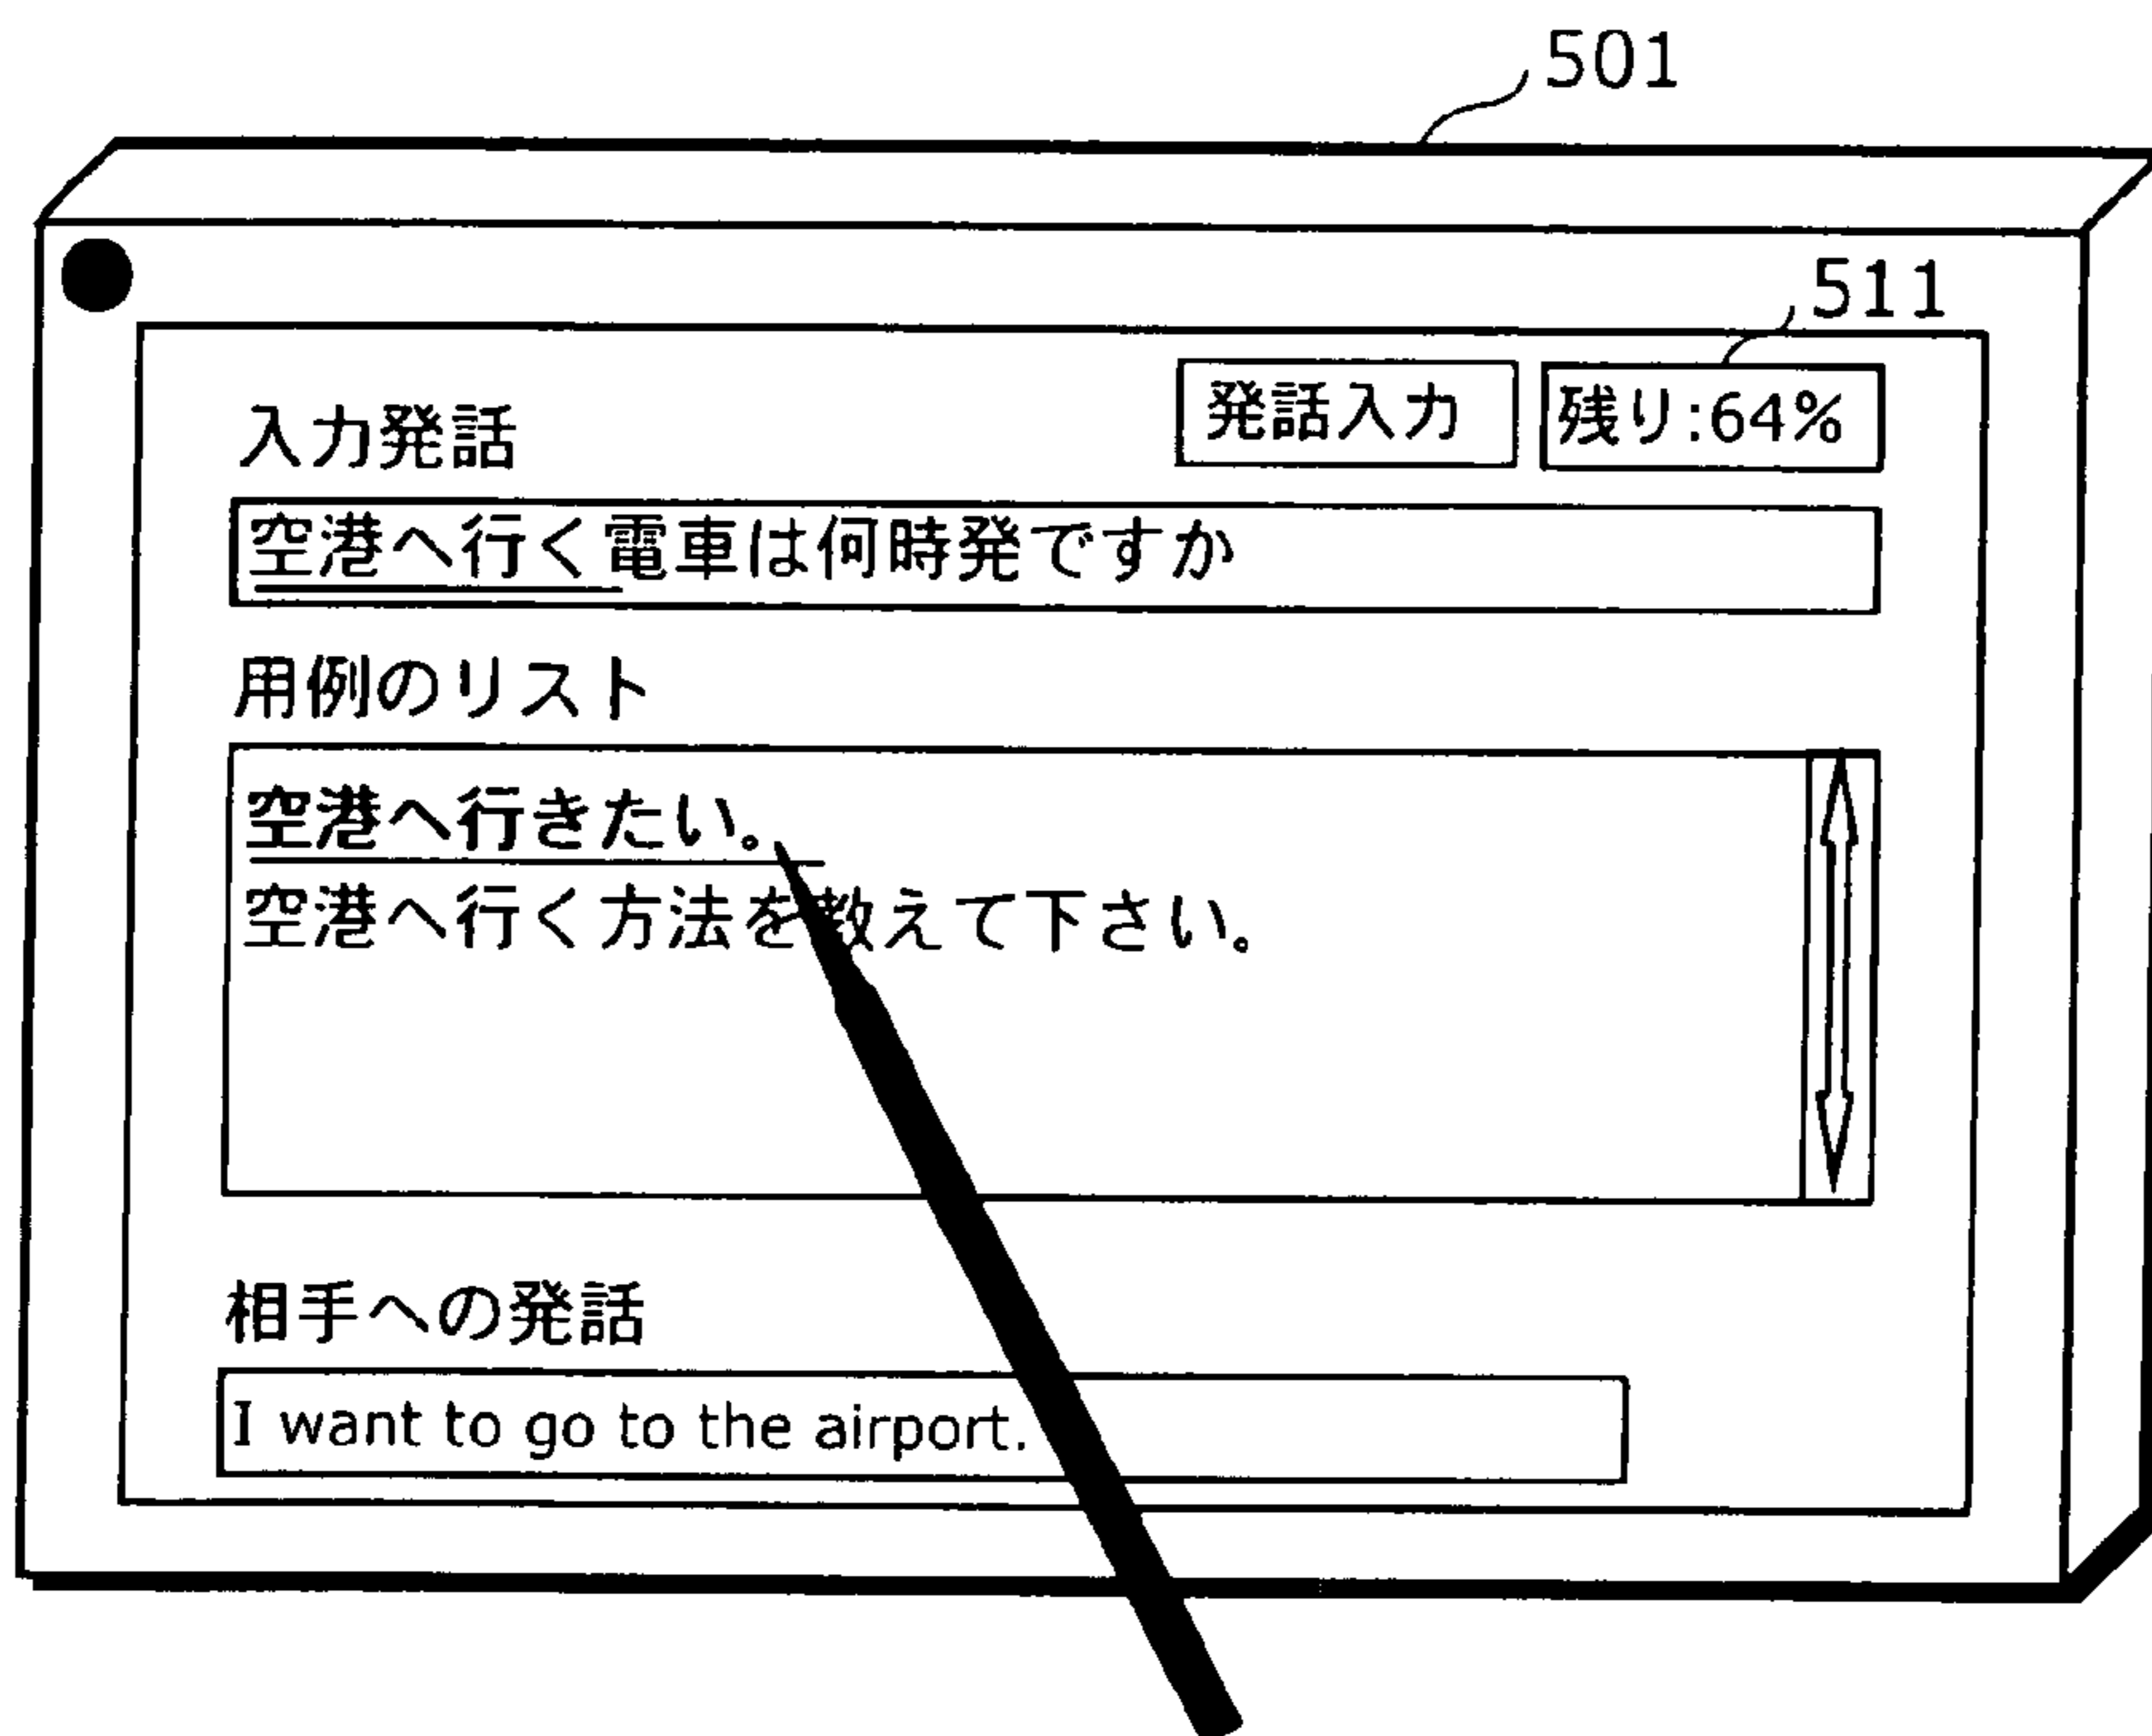 501
511
入力発話
発話入力
残り:64%
空港へ行く電車は何時発ですか
用例のリスト
空港へ行きたい。
空港へ行く方法を教えて下さい。
相手への発話
I want to go to the airport.